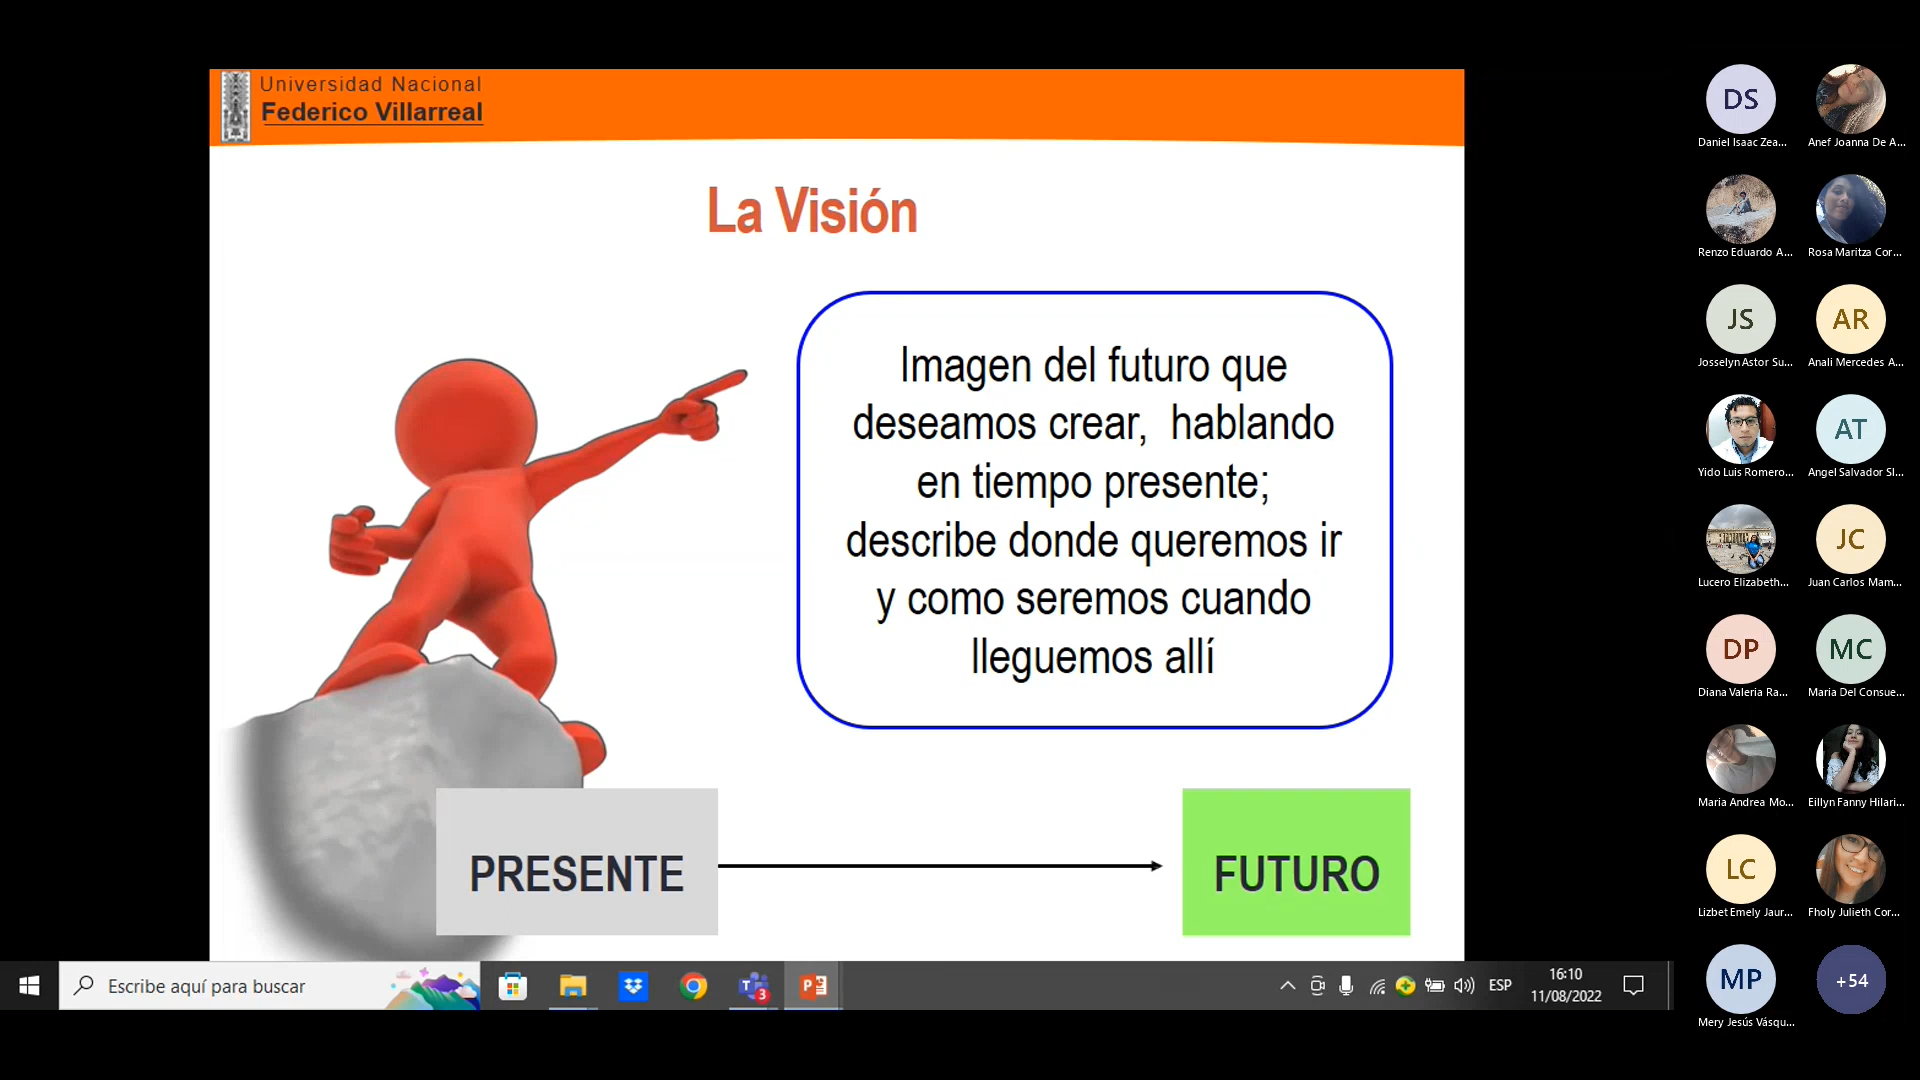 Universidad Nacional
Federico Villarreal
La Visión
Imagen del futuro que
deseamos crear,  hablando
en tiempo presente;
describe donde queremos ir
y como seremos cuando
lleguemos allí
PRESENTE
FUTURO
Escribe aquí para buscar
3
ESP
16:10
11/08/2022
DS
Daniel Isaac Zea...
Anef Joanna De A...
Renzo Eduardo A...
Rosa Maritza Cor...
JS
AR
Josselyn Astor Su...
Anali Mercedes A...
AT
Yido Luis Romero...
Angel Salvador Sl...
JC
Lucero Elizabeth...
Juan Carlos Mam...
DP
MC
Diana Valeria Ra...
Maria Del Consue...
Maria Andrea Mo...
Eillyn Fanny Hilari...
LC
Lizbet Emely Jaur...
Fholy Julieth Cor...
MP
+54
Mery Jesús Vásqu...